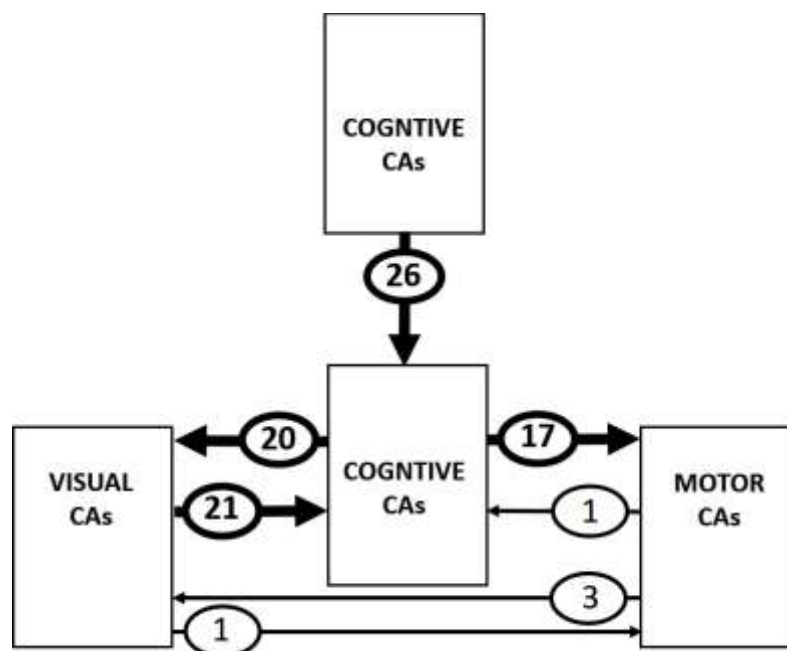 COGNTIVE
CAs
26
20
17
COGNTIVE
CAs
VISUAL
CAs
MOTOR
CAs
21
1
3
1